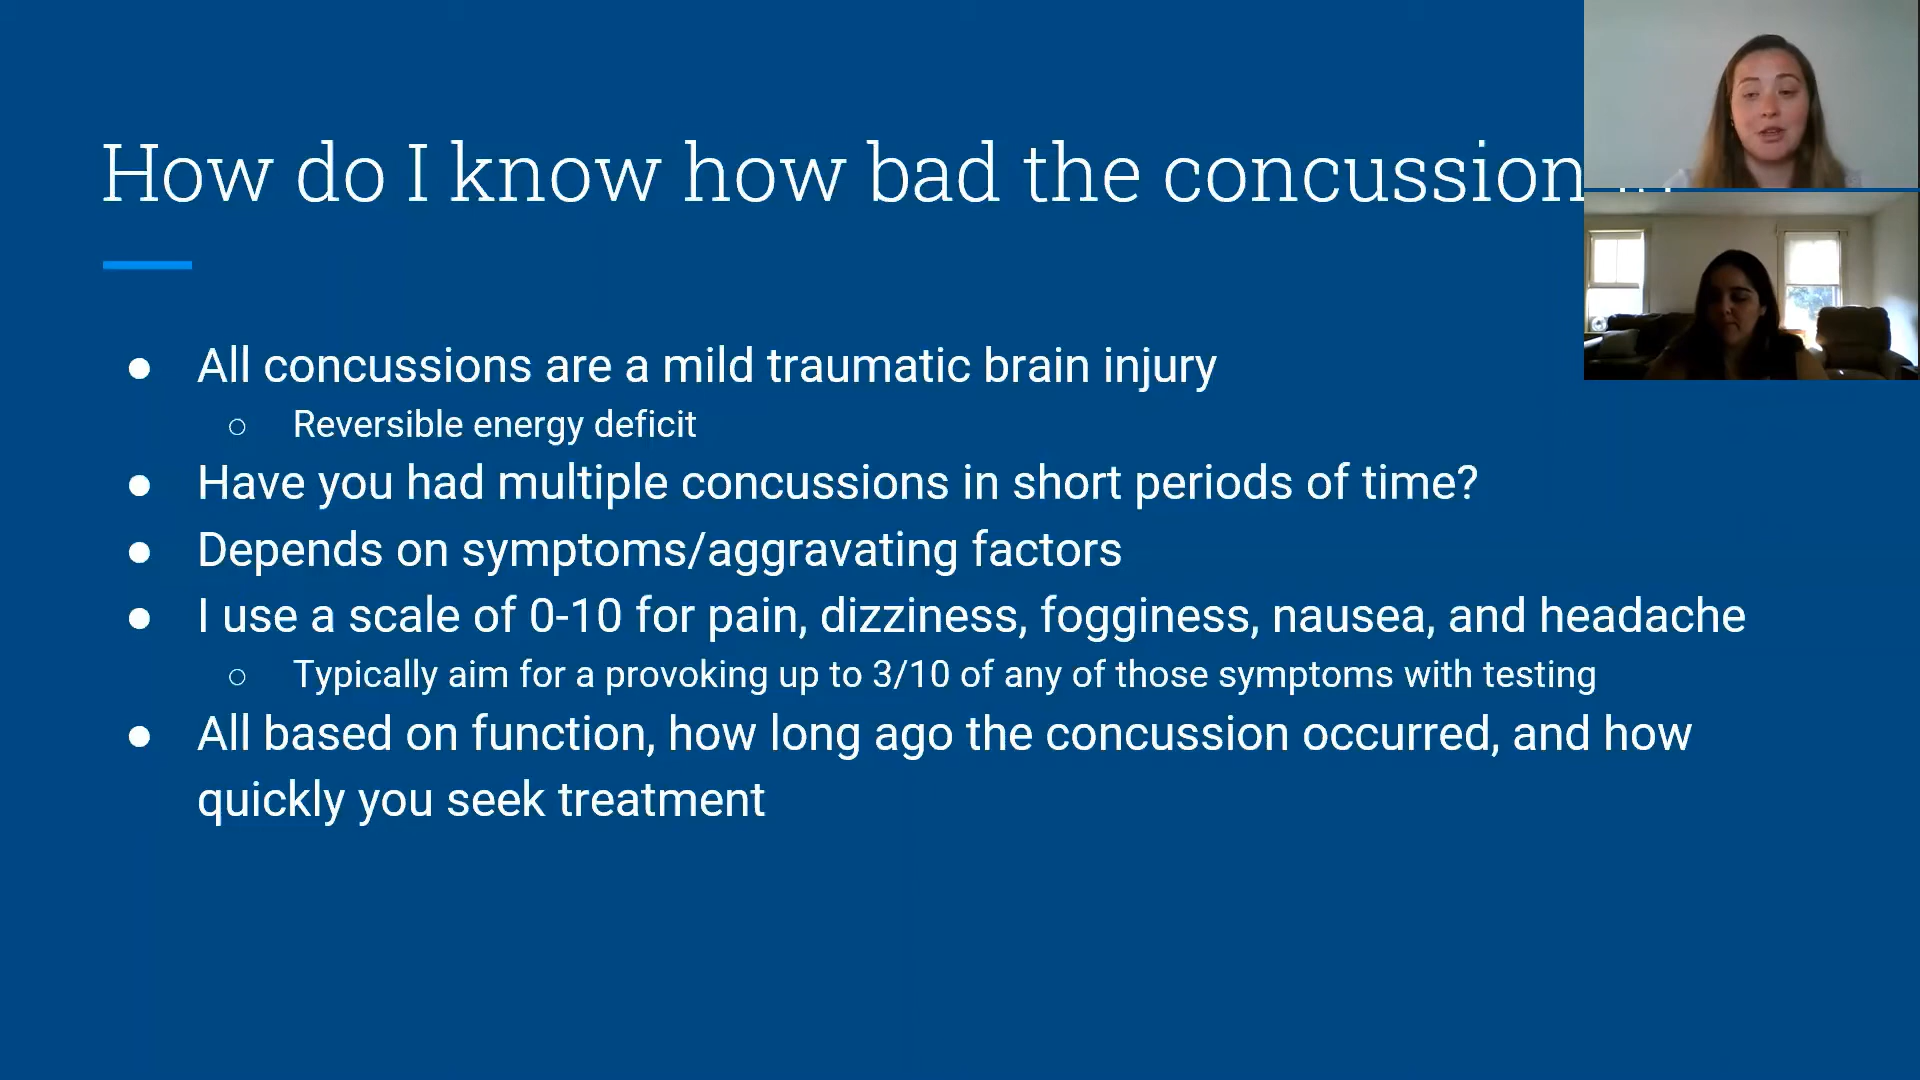 How do I know how bad the concussion
● All concussions are a mild traumatic brain injury
○ Reversible energy deficit
● Have you had multiple concussions in short periods of time?
● Depends on symptoms/aggravating factors
● I use a scale of 0-10 for pain, dizziness, fogginess, nausea, and headache
○ Typically aim for a provoking up to 3/10 of any of those symptoms with testing
● All based on function, how long ago the concussion occurred, and how
quickly you seek treatment